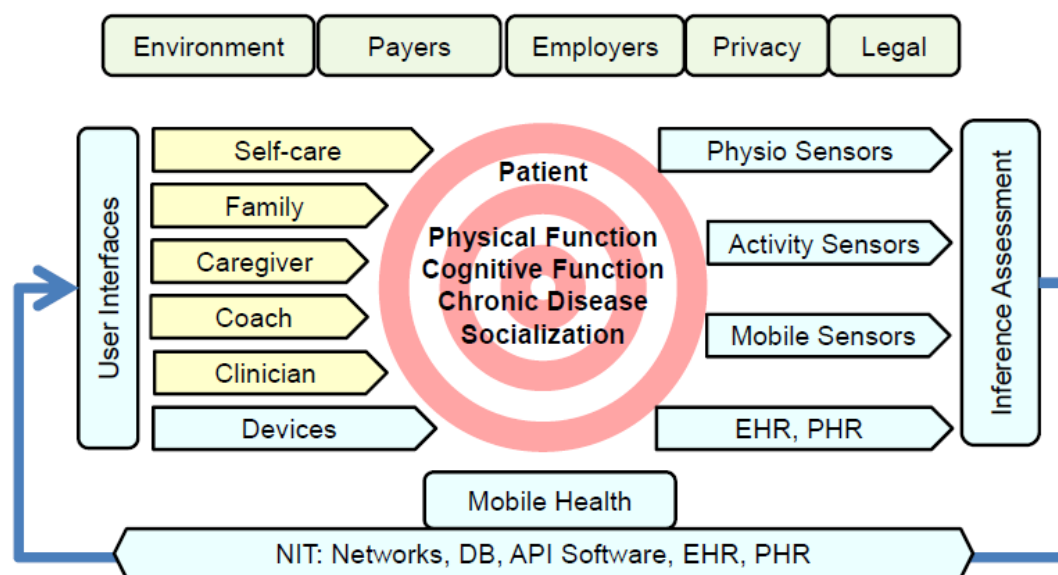 Environment
Payers
Employers
Privacy
Legal
User Interfaces
Self-care
Family
Caregiver
Coach
Clinician
Devices
Patient
Physical Function
Cognitive Function
Chronic Disease
Socialization
Physio Sensors
Activity Sensors
Mobile Sensors
EHR, PHR
Inference Assessment
Mobile Health
NIT: Networks, DB, API Software, EHR, PHR